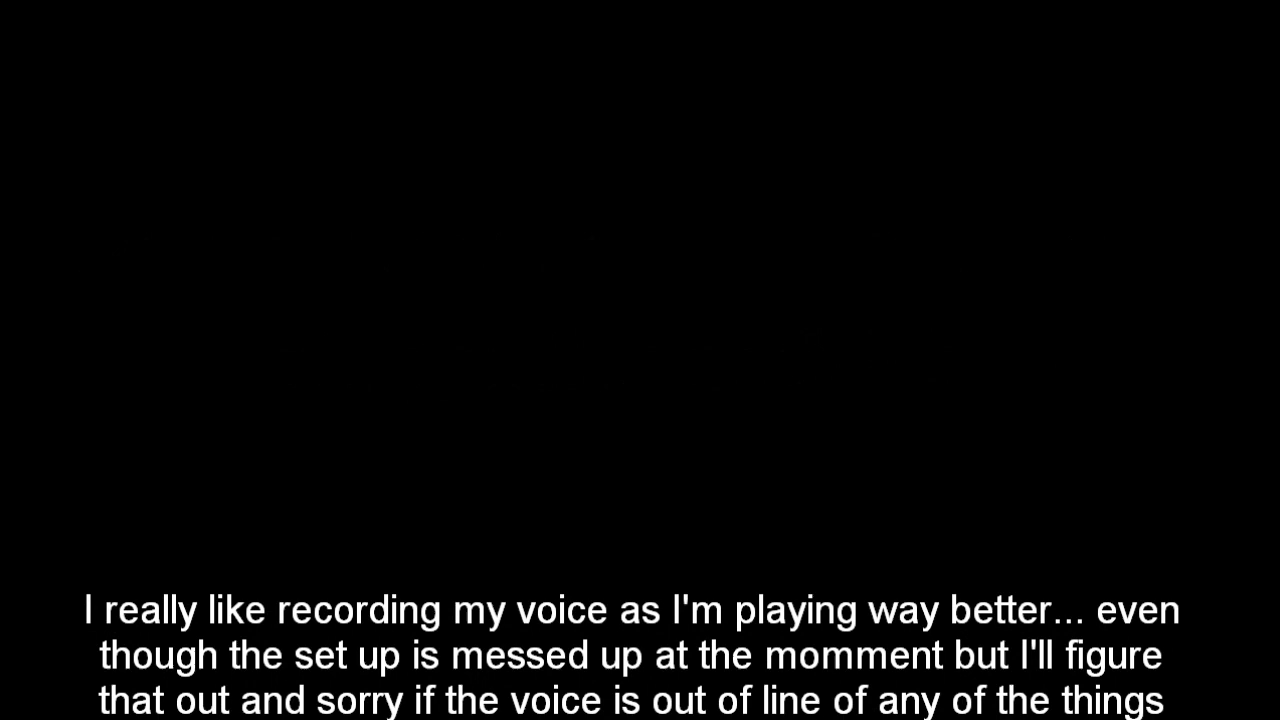 I really like recording my voice as I'm playing way better... even
though the set up is messed up at the momment but I'll figure
that out and sorry if the voice is out of line of any of the things